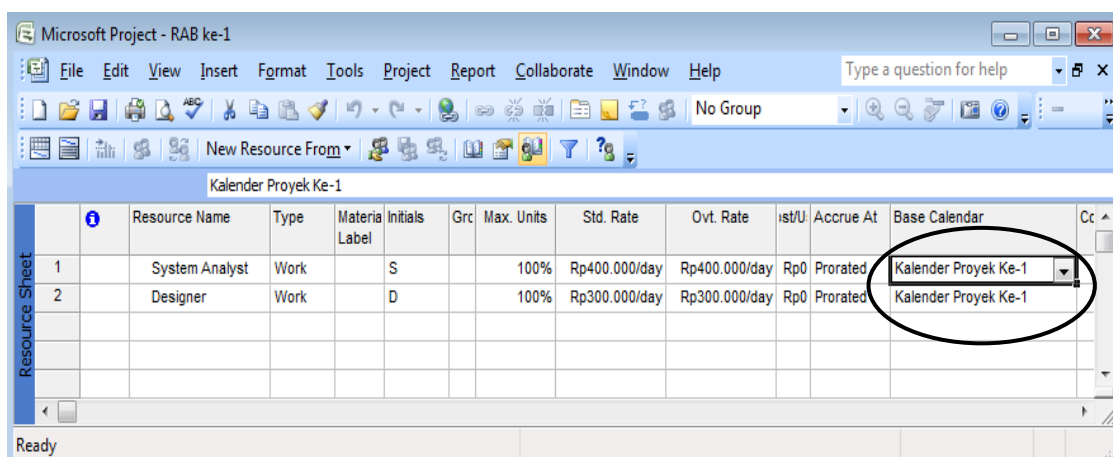 Microsoft Project - RAB ke-1
File Edit View Insert Format Tools Project Report Collaborate Window Help Type a question for help
No Group
New Resource From
Kalender Proyek Ke-1
Resource Name Type Materia Label Initials Grc Max. Units Std. Rate Ovt. Rate ıst/U: Accrue At Base Calendar Cc
1 System Analyst Work S 100% Rp400.000/day Rp400.000/day Rp0 Prorated Kalender Proyek Ke-1
2 Designer Work D 100% Rp300.000/day Rp300.000/day Rp0 Prorated Kalender Proyek Ke-1
Resource Sheet
Ready